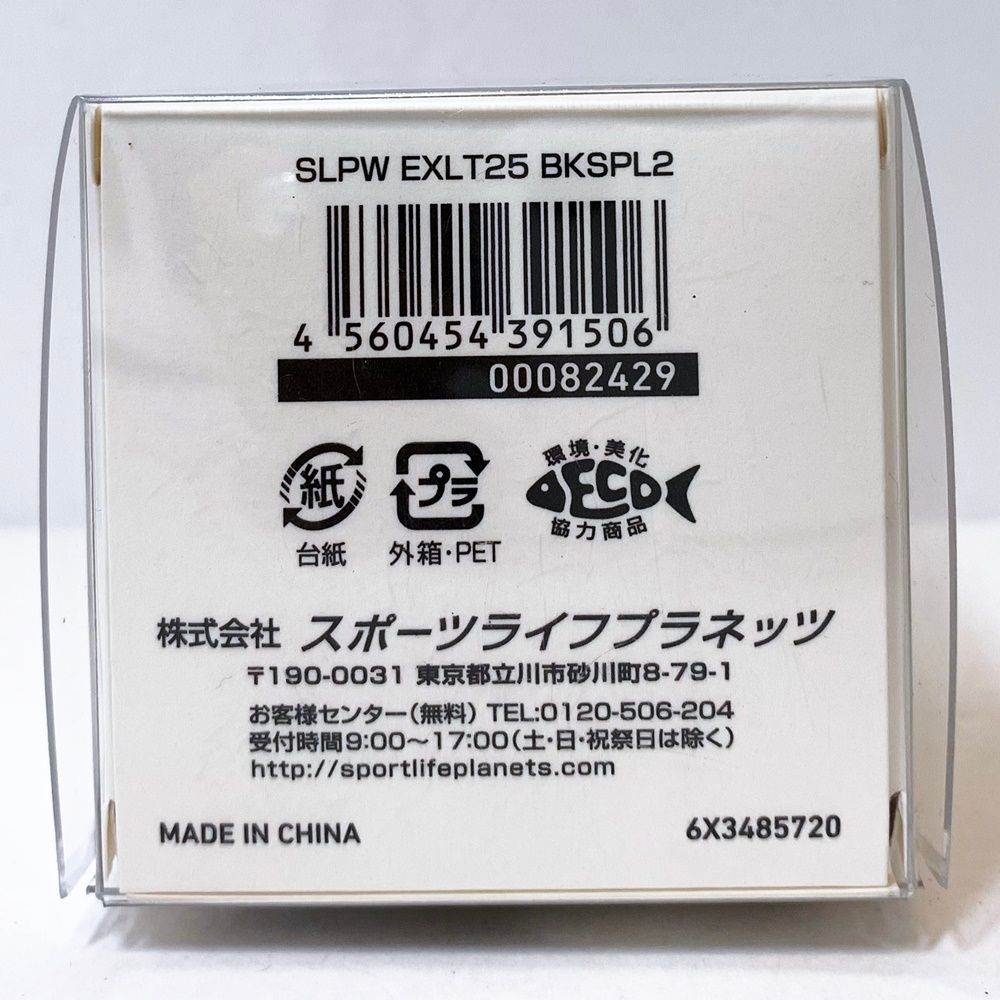 SLPW EXLT25 BKSPL2
4 560454 391506
00082429
紙
台紙
プラ
外箱・PET
環境・美化
ECO
協力商品
株式会社 スポーツライフプラネッツ
〒190-0031 東京都立川市砂川町8-79-1
お客様センター(無料) TEL:0120-506-204
受付時間9:00〜17:00(土・日・祝祭日は除く)
http://sportlifeplanets.com
MADE IN CHINA
6X3485720